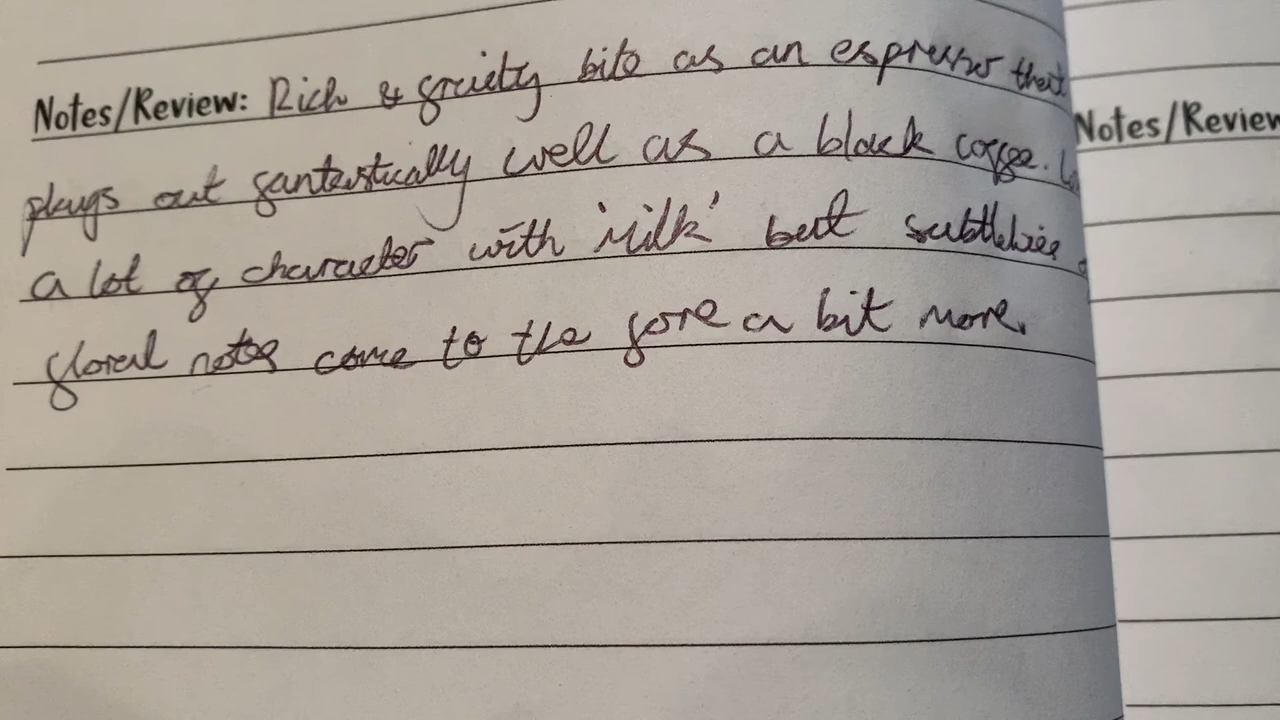 Notes/Review: Rich & fruity bite as an espresso that
plays out fantastically well as a black coffee.
a lot of character with 'milk' but subtleties
floral notes come to the fore a bit more.
Notes/Review